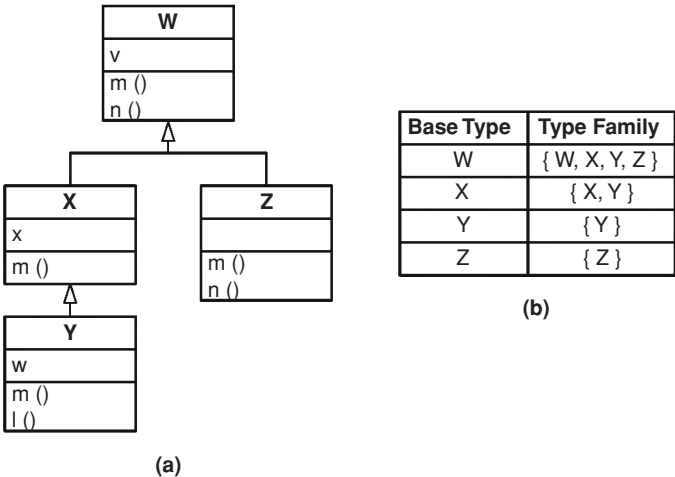 W
v
m ()
n ()
X
x
m ()
Z
m ()
n ()
Y
w
m ()
l ()
(a)
Base Type Type Family
W { W, X, Y, Z }
X { X, Y }
Y { Y }
Z { Z }
(b)